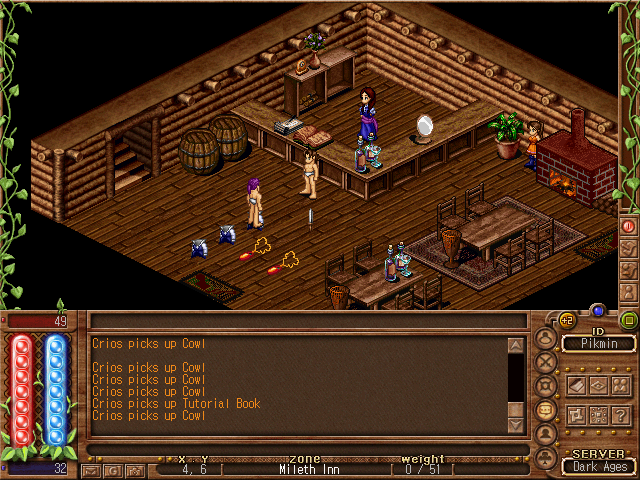 49
Crios picks up Cowl
Crios picks up Cowl
Crios picks up Cowl
Crios picks up Cowl
Crios picks up Tutorial Book
Crios picks up Cowl
+2
ID
Pikmin
32
G
X, Y
ZONE
weight
4, 6
Mileth Inn
0 / 51
?
SERVER
Dark Ages